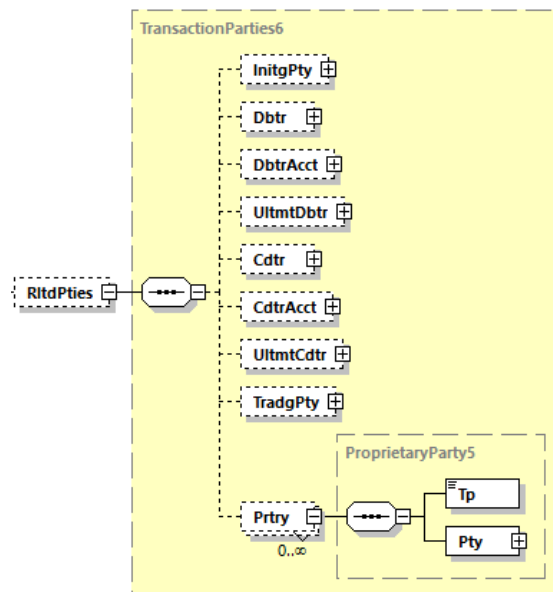 TransactionParties6
InitgPty
Dbtr
DbtrAcct
UltmtDbtr
Cdtr
RltdPties
CdtrAcct
UltmtCdtr
TradgPty
ProprietaryParty5
Tp
Prtry
Pty
0..∞